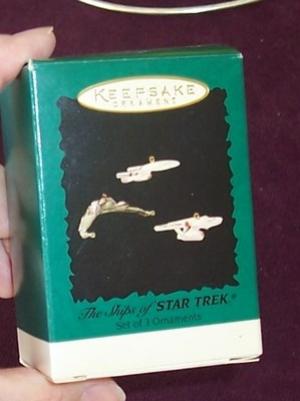 KEEPSAKE
ORNAMENT
The Ships of STAR TREK®
Set of 3 Ornaments